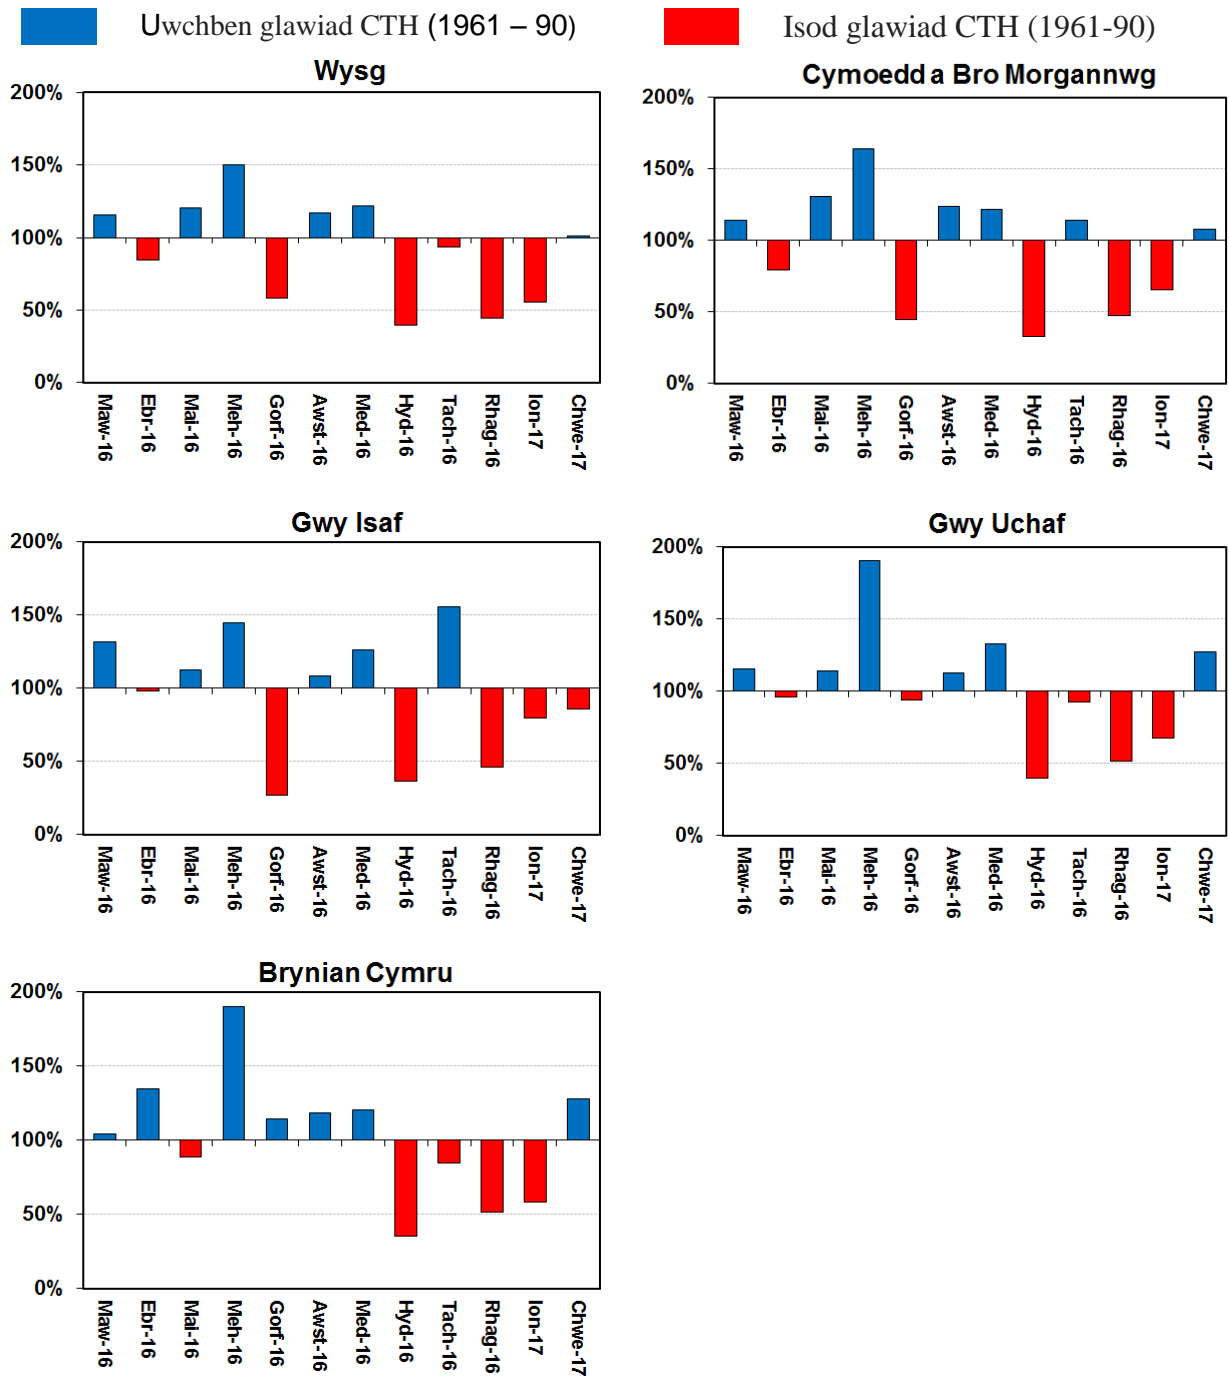 Uwchben glawiad CTH (1961 – 90)
Isod glawiad CTH (1961-90)
Wysg
200%
150%
100%
50%
0%
Maw-16
Ebr-16
Mai-16
Meh-16
Gorf-16
Awst-16
Med-16
Hyd-16
Tach-16
Rhag-16
Ion-17
Chwe-17
Cymoedd a Bro Morgannwg
200%
150%
100%
50%
0%
Maw-16
Ebr-16
Mai-16
Meh-16
Gorf-16
Awst-16
Med-16
Hyd-16
Tach-16
Rhag-16
Ion-17
Chwe-17
Gwy Isaf
200%
150%
100%
50%
0%
Maw-16
Ebr-16
Mai-16
Meh-16
Gorf-16
Awst-16
Med-16
Hyd-16
Tach-16
Rhag-16
Ion-17
Chwe-17
Gwy Uchaf
200%
150%
100%
50%
0%
Maw-16
Ebr-16
Mai-16
Meh-16
Gorf-16
Awst-16
Med-16
Hyd-16
Tach-16
Rhag-16
Ion-17
Chwe-17
Brynian Cymru
200%
150%
100%
50%
0%
Maw-16
Ebr-16
Mai-16
Meh-16
Gorf-16
Awst-16
Med-16
Hyd-16
Tach-16
Rhag-16
Ion-17
Chwe-17